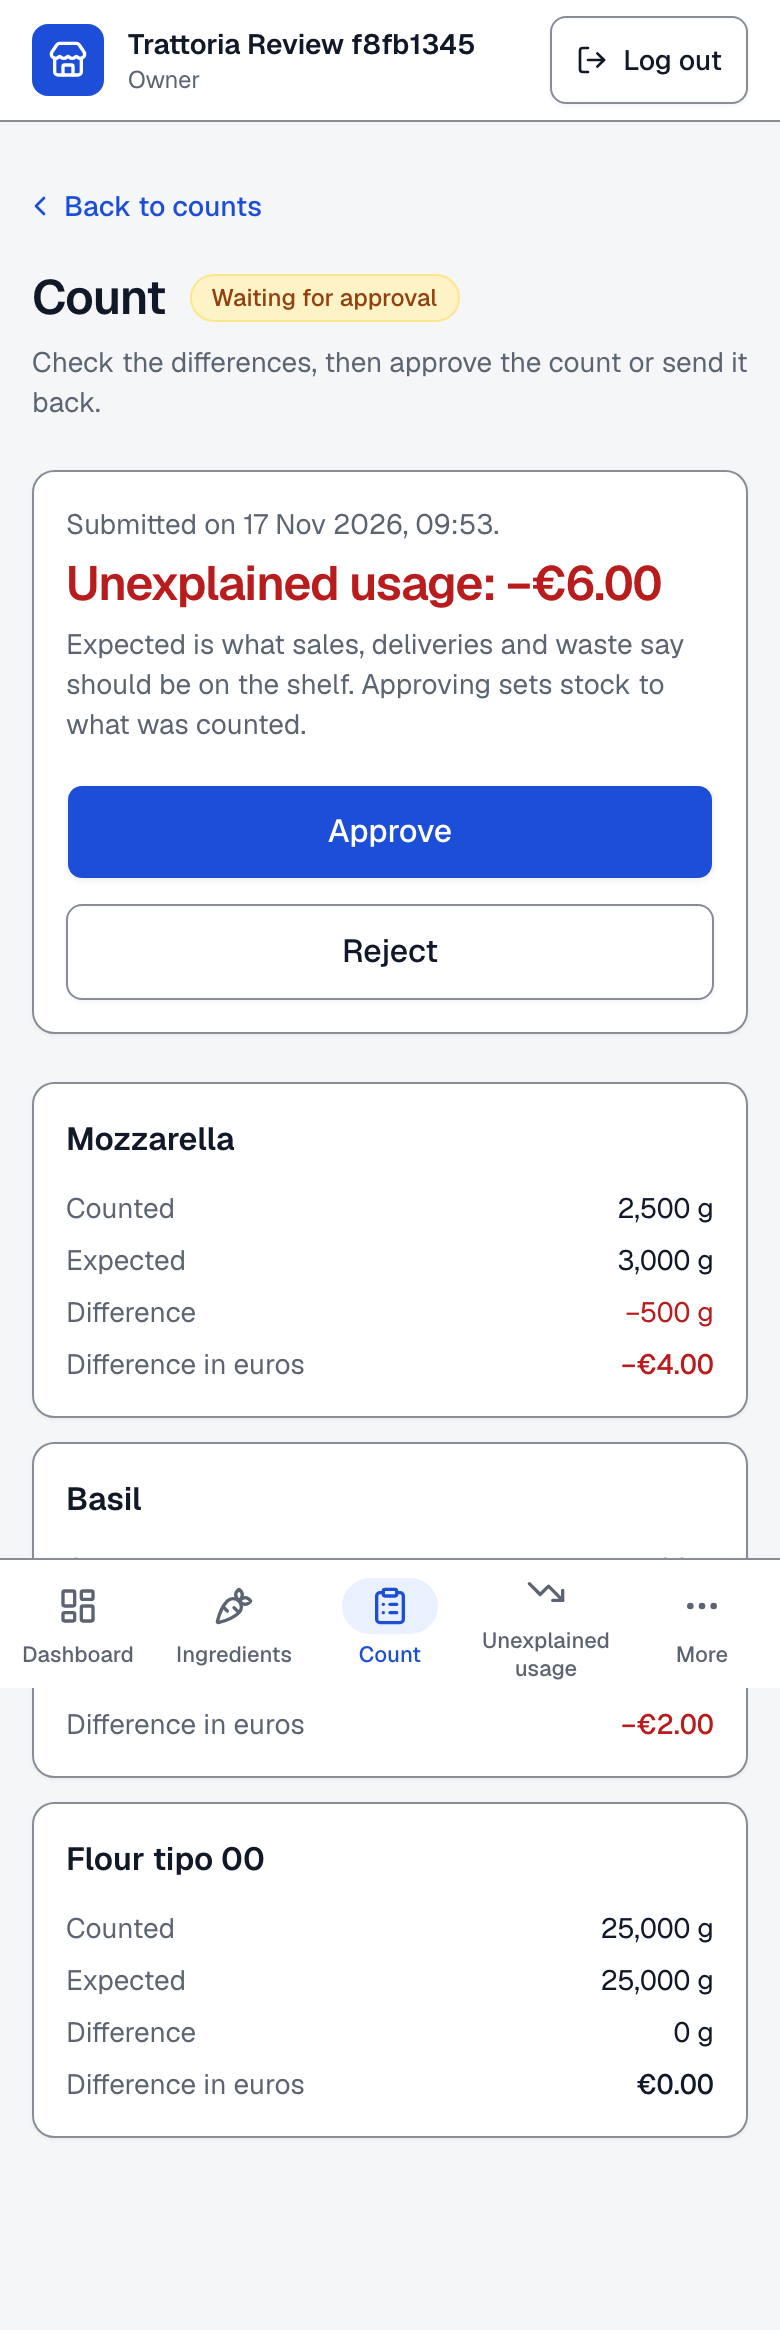 Trattoria Review f8fb1345
Owner
Log out
Back to counts
Count
Waiting for approval
Check the differences, then approve the count or send it
back.
Submitted on 17 Nov 2026, 09:53.
Unexplained usage: −€6.00
Expected is what sales, deliveries and waste say
should be on the shelf. Approving sets stock to
what was counted.
Approve
Reject
Mozzarella
Counted 2,500 g
Expected 3,000 g
Difference −500 g
Difference in euros −€4.00
Basil
Dashboard
Ingredients
Count
Unexplained
usage
More
Difference in euros −€2.00
Flour tipo 00
Counted 25,000 g
Expected 25,000 g
Difference 0 g
Difference in euros €0.00